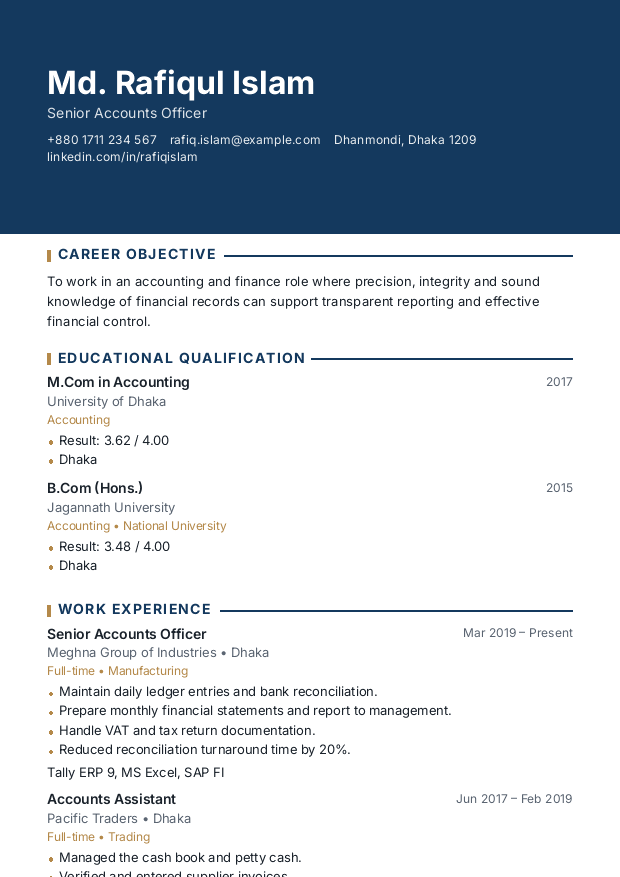 Md. Rafiqul Islam
Senior Accounts Officer
+880 1711 234 567 rafiq.islam@example.com Dhanmondi, Dhaka 1209
linkedin.com/in/rafiqislam
CAREER OBJECTIVE
To work in an accounting and finance role where precision, integrity and sound
knowledge of financial records can support transparent reporting and effective
financial control.
EDUCATIONAL QUALIFICATION
M.Com in Accounting 2017
University of Dhaka
Accounting
• Result: 3.62 / 4.00
• Dhaka
B.Com (Hons.) 2015
Jagannath University
Accounting • National University
• Result: 3.48 / 4.00
• Dhaka
WORK EXPERIENCE
Senior Accounts Officer Mar 2019 – Present
Meghna Group of Industries • Dhaka
Full-time • Manufacturing
• Maintain daily ledger entries and bank reconciliation.
• Prepare monthly financial statements and report to management.
• Handle VAT and tax return documentation.
• Reduced reconciliation turnaround time by 20%.
Tally ERP 9, MS Excel, SAP FI
Accounts Assistant Jun 2017 – Feb 2019
Pacific Traders • Dhaka
Full-time • Trading
• Managed the cash book and petty cash.
• Verified and entered supplier invoices.